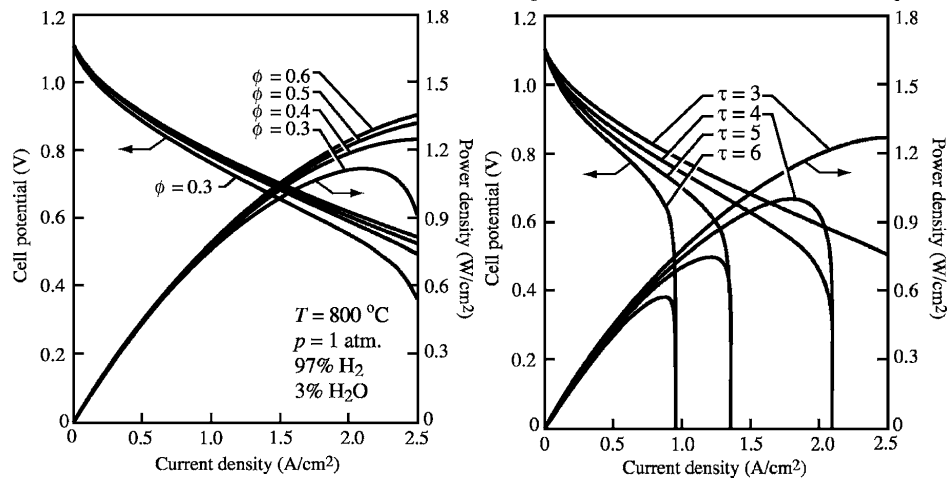 1.2
1.0
0.8
0.6
0.4
0.2
0
Cell potential (V)
0
0.5
1.0
1.5
2.0
2.5
Current density (A/cm2)
1.8
1.5
1.2
0.9
0.6
0.3
0
Power density (W/cm2)
ϕ = 0.6
ϕ = 0.5
ϕ = 0.4
ϕ = 0.3
ϕ = 0.3
T = 800 °C
p = 1 atm.
97% H2
3% H2O
1.2
1.0
0.8
0.6
0.4
0.2
0
Cell potential (V)
0
0.5
1.0
1.5
2.0
2.5
Current density (A/cm2)
1.8
1.5
1.2
0.9
0.6
0.3
0
Power density (W/cm2)
τ = 3
τ = 4
τ = 5
τ = 6